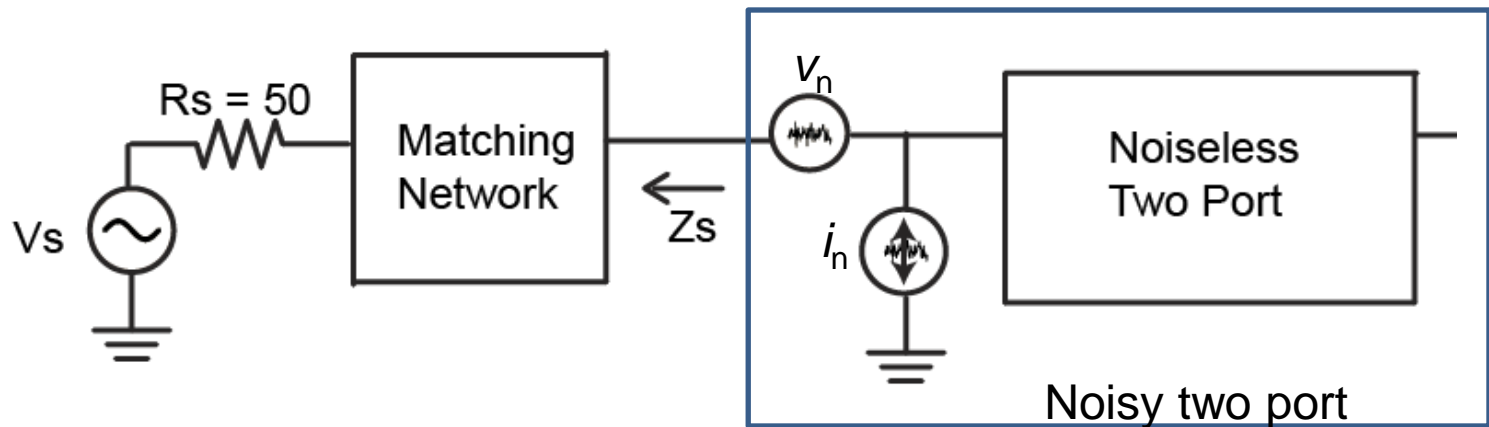 Rs = 50
Vs
Matching
Network
Zs
vn
in
Noiseless
Two Port
Noisy two port